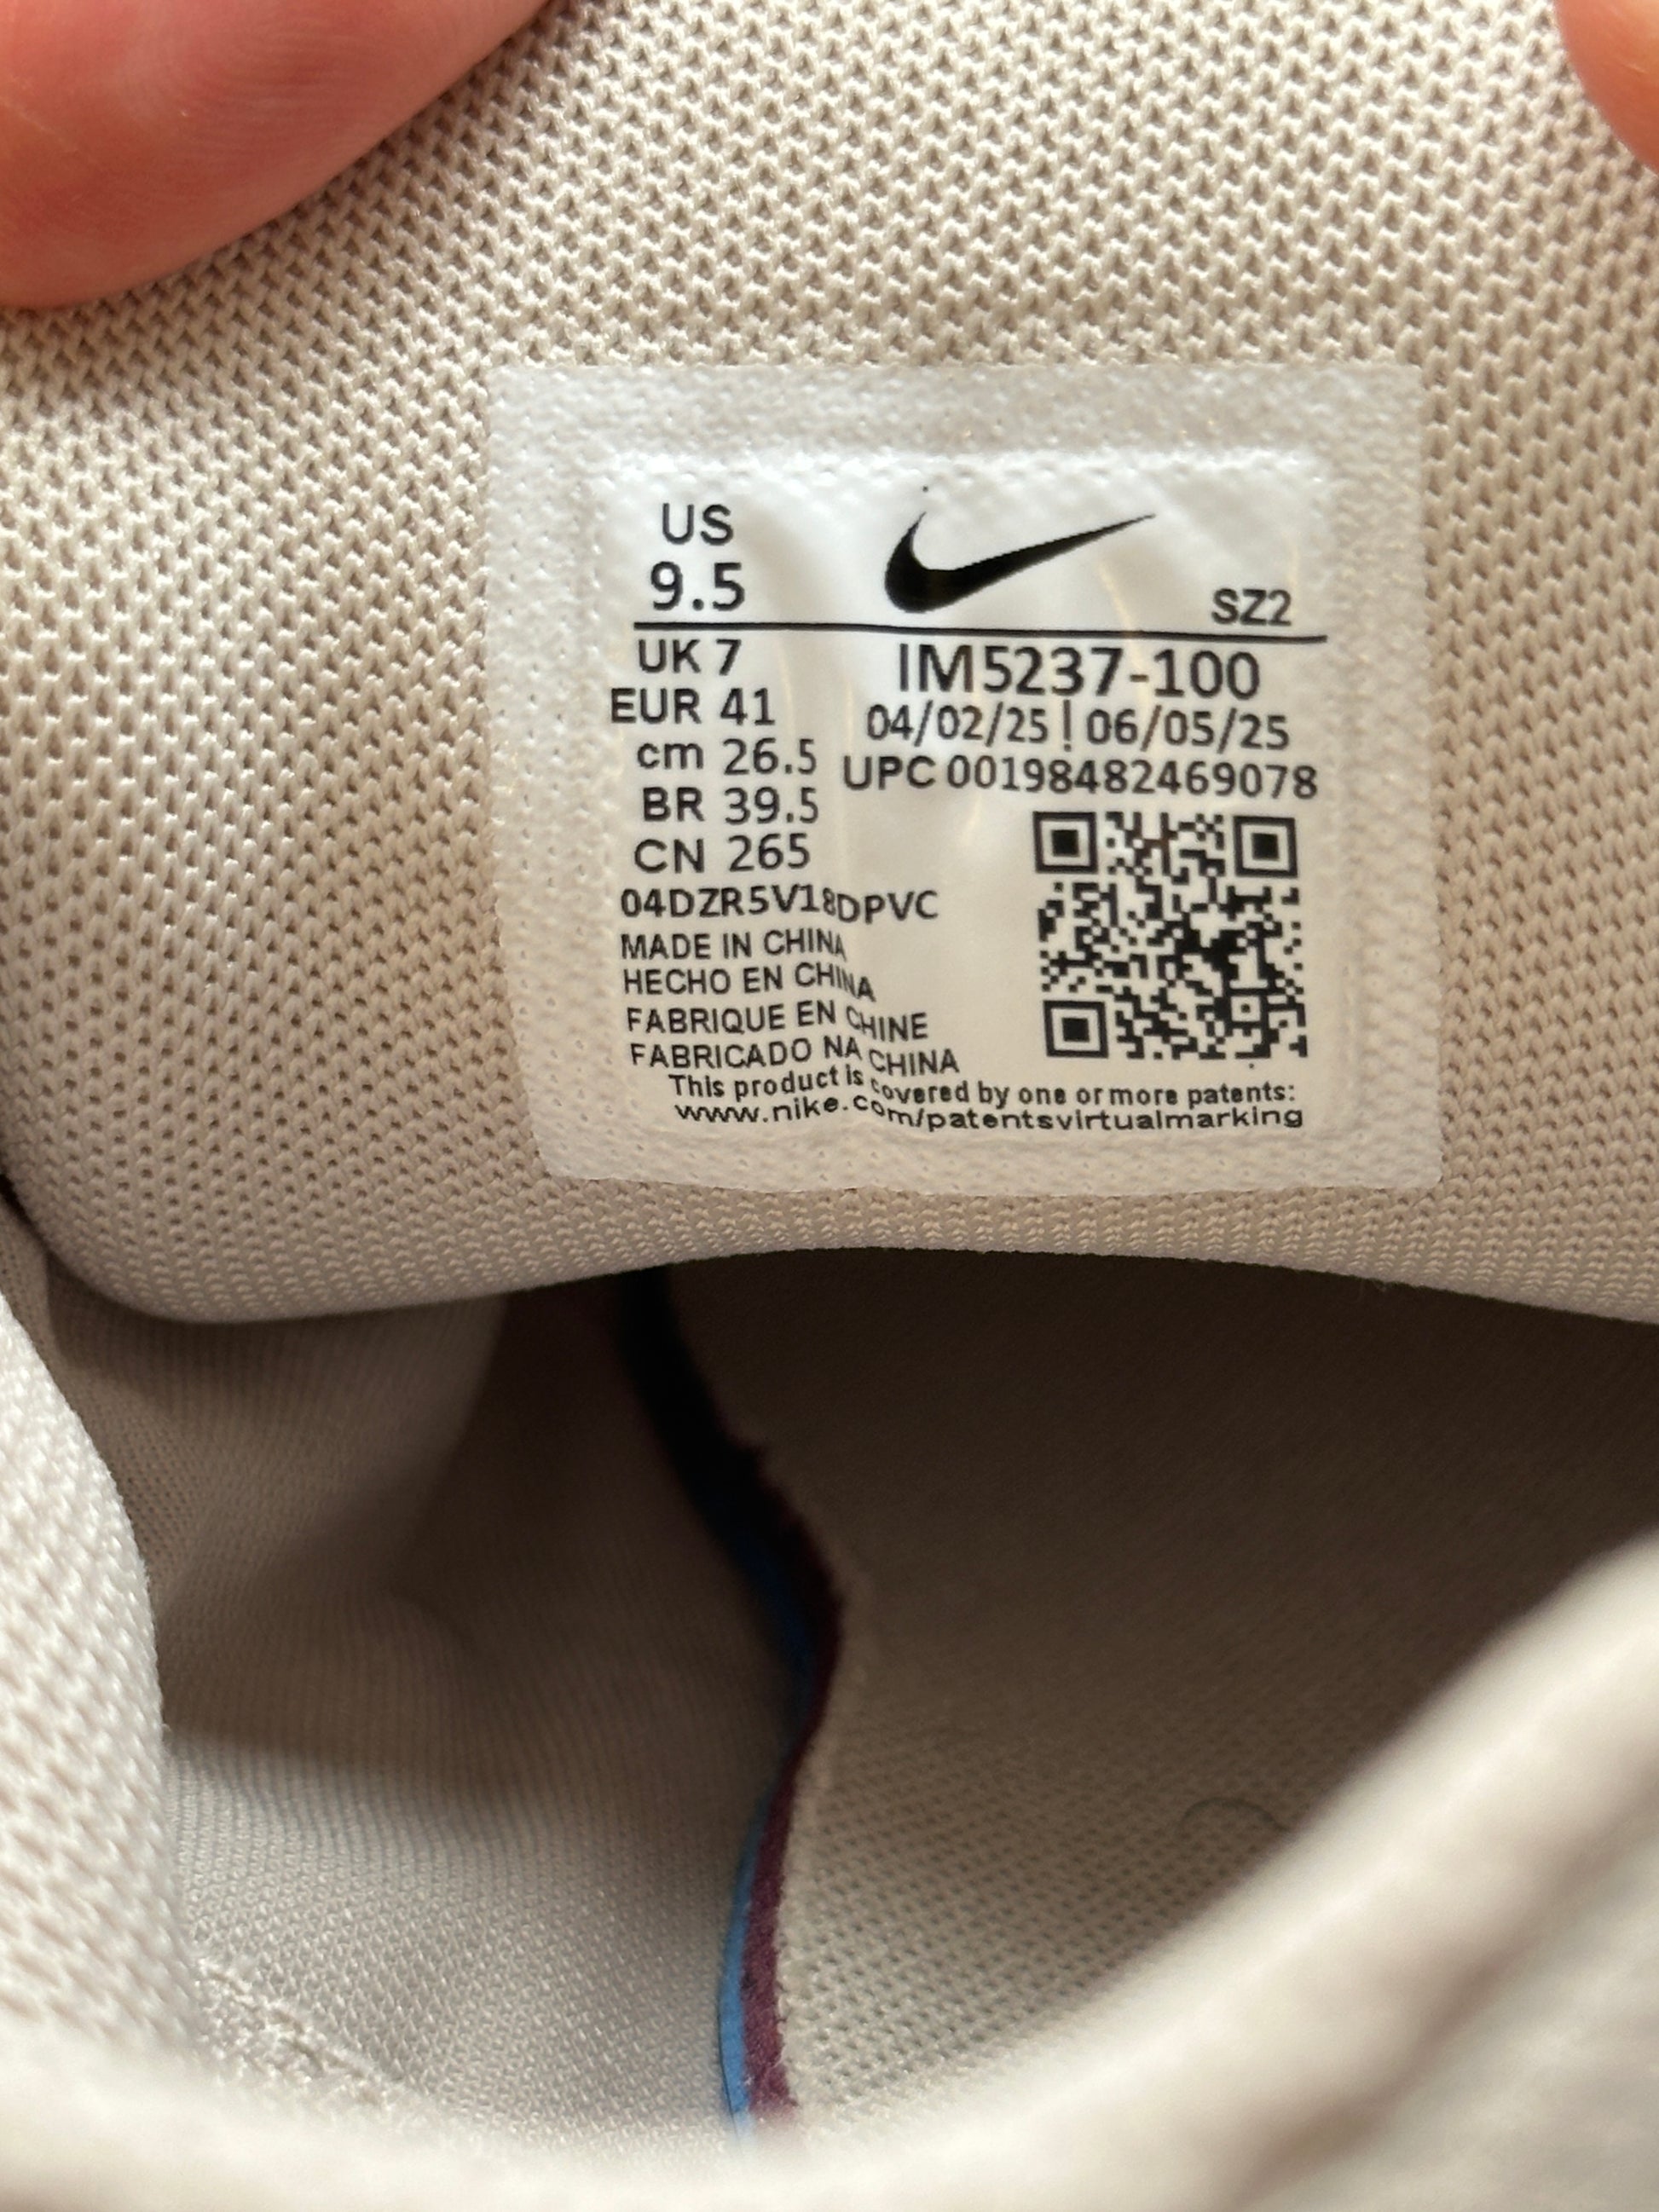 US
9.5
SZ2
UK 7
EUR 41
cm 26.5
BR 39.5
CN 265
IM5237-100
04/02/25 | 06/05/25
UPC 00198482469078
04DZR5V18DPVC
MADE IN CHINA
HECHO EN CHINA
FABRIQUE EN CHINE
FABRICADO NA CHINA
This product is covered by one or more patents:
www.nike.com/patentsvirtualmarking